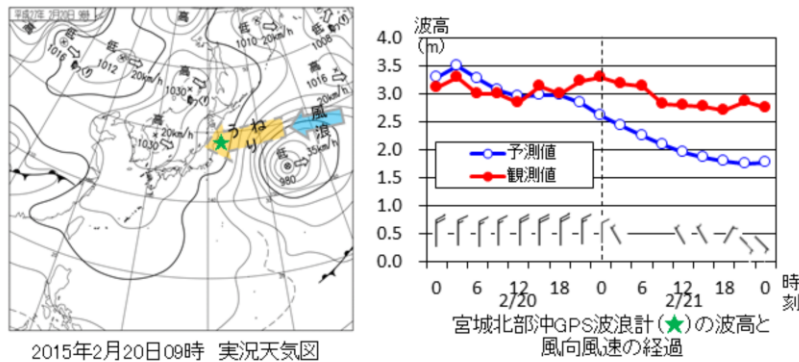 平成27年 2月20日 9時
高
低
1016
低
1012
20km/h
高
1030
低
1010
20km/h
低
1008
高
1016
20km/h
高
20km/h
1030
うねり
風浪
低
35km/h
980
2015年2月20日09時 実況天気図
波高
(m)
4.0
3.5
3.0
2.5
2.0
1.5
1.0
0.5
0.0
予測値
観測値
0 6 12 18 0 6 12 18 0 時刻
2/20 2/21
宮城北部沖GPS波浪計(★)の波高と
風向風速の経過